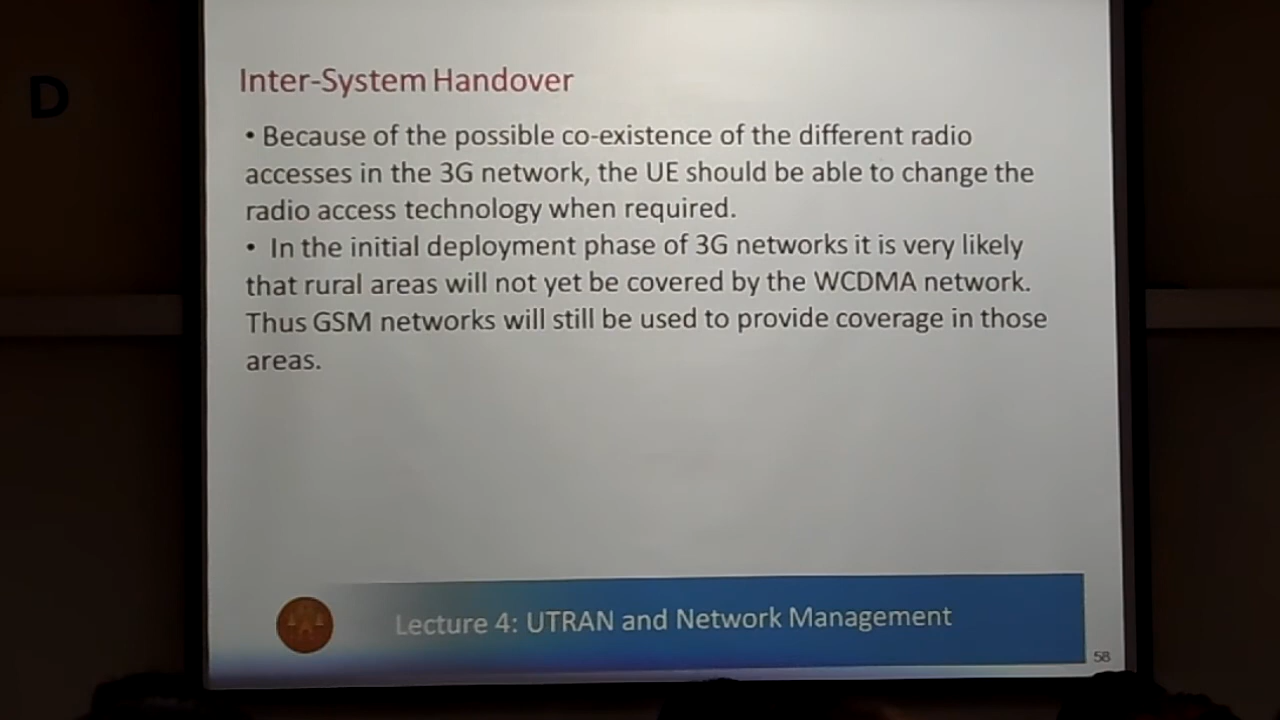 D
Inter-System Handover
• Because of the possible co-existence of the different radio
accesses in the 3G network, the UE should be able to change the
radio access technology when required.
• In the initial deployment phase of 3G networks it is very likely
that rural areas will not yet be covered by the WCDMA network.
Thus GSM networks will still be used to provide coverage in those
areas.
Lecture 4: UTRAN and Network Management
58